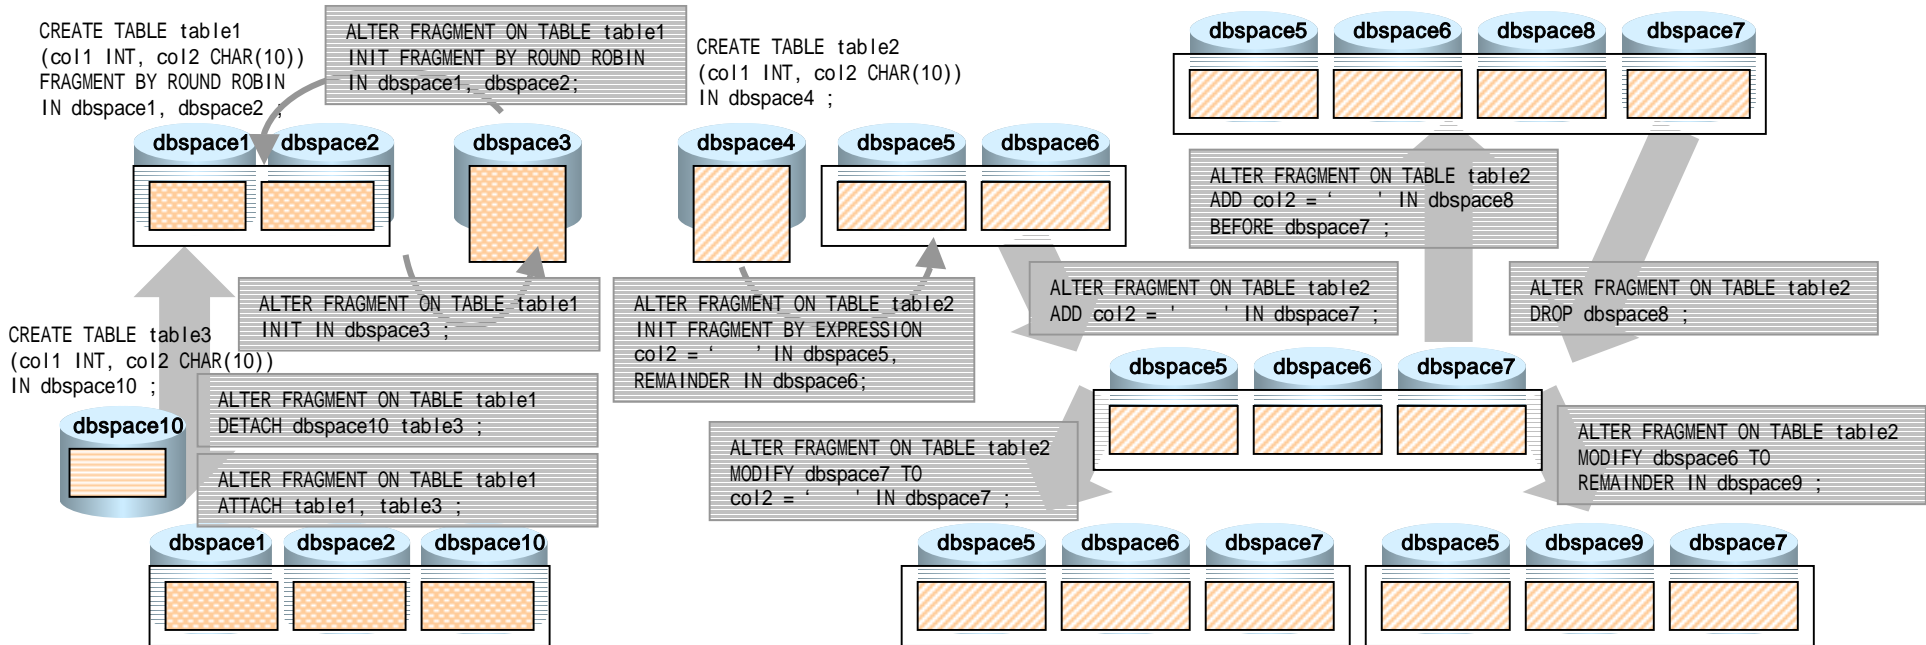 CREATE TABLE table1
(col1 INT, col2 CHAR(10))
FRAGMENT BY ROUND ROBIN
IN dbspace1, dbspace2 ;
ALTER FRAGMENT ON TABLE table1
INIT FRAGMENT BY ROUND ROBIN
IN dbspace1, dbspace2;
CREATE TABLE table2
(col1 INT, col2 CHAR(10))
IN dbspace4 ;
dbspace5 dbspace6 dbspace8 dbspace7
dbspace1 dbspace2 dbspace3 dbspace4 dbspace5 dbspace6
ALTER FRAGMENT ON TABLE table2
ADD col2 = ‘    ' IN dbspace8
BEFORE dbspace7 ;
ALTER FRAGMENT ON TABLE table1
INIT IN dbspace3 ;
ALTER FRAGMENT ON TABLE table2
INIT FRAGMENT BY EXPRESSION
col2 = ‘    ' IN dbspace5,
REMAINDER IN dbspace6;
ALTER FRAGMENT ON TABLE table2
ADD col2 = '    ' IN dbspace7 ;
ALTER FRAGMENT ON TABLE table2
DROP dbspace8 ;
CREATE TABLE table3
(col1 INT, col2 CHAR(10))
IN dbspace10 ;
dbspace5 dbspace6 dbspace7
ALTER FRAGMENT ON TABLE table1
DETACH dbspace10 table3 ;
dbspace10
ALTER FRAGMENT ON TABLE table1
ATTACH table1, table3 ;
ALTER FRAGMENT ON TABLE table2
MODIFY dbspace7 TO
col2 = ‘    ' IN dbspace7 ;
ALTER FRAGMENT ON TABLE table2
MODIFY dbspace6 TO
REMAINDER IN dbspace9 ;
dbspace1 dbspace2 dbspace10
dbspace5 dbspace6 dbspace7
dbspace5 dbspace9 dbspace7